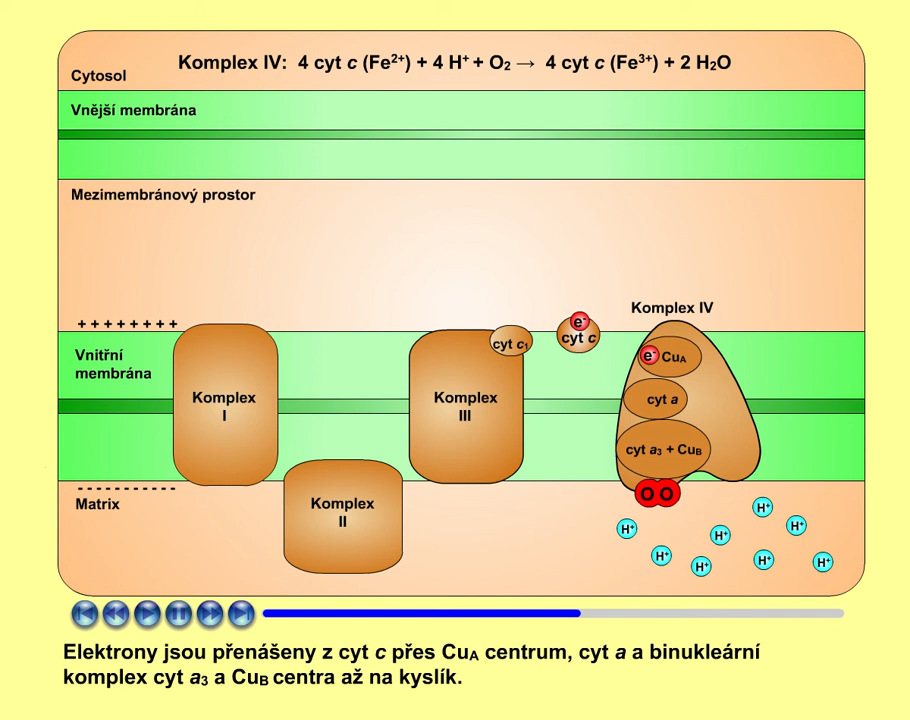 Komplex IV: 4 cyt c (Fe²⁺) + 4 H⁺ + O₂ → 4 cyt c (Fe³⁺) + 2 H₂O
Cytosol
Vnější membrána
Mezimembránový prostor
Komplex IV
+ + + + + + + +
e⁻
cyt c
cyt c₁
Vnitřní
membrána
e⁻ CuA
Komplex
I
Komplex
III
cyt a
cyt a₃ + CuB
- - - - - - - - - - -
Matrix
Komplex
II
O O
H⁺
H⁺
H⁺
H⁺
H⁺
H⁺
H⁺
H⁺
Elektrony jsou přenášeny z cyt c přes CuA centrum, cyt a a binukleární
komplex cyt a₃ a CuB centra až na kyslík.